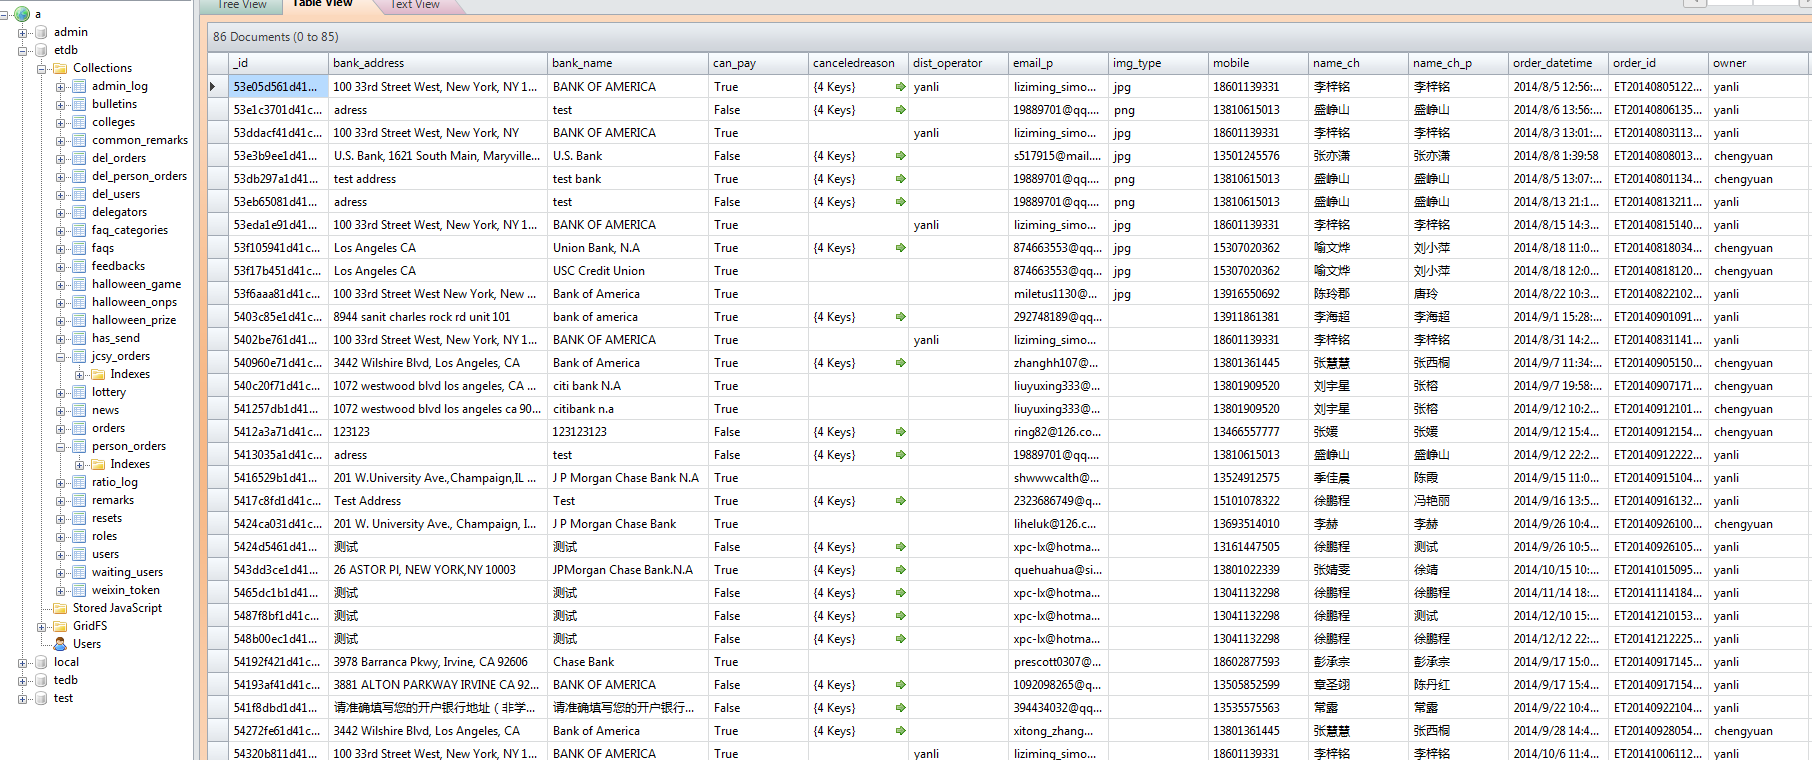 a
admin
etdb
Collections
admin_log
bulletins
colleges
common_remarks
del_orders
del_person_orders
del_users
delegators
faq_categories
faqs
feedbacks
halloween_game
halloween_onps
halloween_prize
has_send
jcsy_orders
Indexes
lottery
news
orders
person_orders
Indexes
ratio_log
remarks
resets
roles
users
waiting_users
weixin_token
Stored JavaScript
GridFS
Users
local
tedb
test
Tree View Table View Text View
86 Documents (0 to 85)
_id bank_address bank_name can_pay canceledreason dist_operator email_p img_type mobile name_ch name_ch_p order_datetime order_id owner
53e05d561d41... 100 33rd Street West, New York, NY 1... BANK OF AMERICA True {4 Keys} yanli liziming_simo... jpg 18601139331 李梓铭 李梓铭 2014/8/5 12:56:... ET20140805122... yanli
53e1c3701d41c... adress test False {4 Keys} 19889701@qq.... png 13810615013 盛峥山 盛峥山 2014/8/6 13:56:... ET20140806135... yanli
53ddacf41d41c... 100 33rd Street West, New York, NY BANK OF AMERICA True yanli liziming_simo... jpg 18601139331 李梓铭 李梓铭 2014/8/3 13:01:... ET20140803113... yanli
53e3b9ee1d41... U.S. Bank, 1621 South Main, Maryville... U.S. Bank False {4 Keys} s517915@mail.... jpg 13501245576 张亦潇 张亦潇 2014/8/8 1:39:58 ET20140808013... chengyuan
53db297a1d41... test address test bank True {4 Keys} 19889701@qq.... png 13810615013 盛峥山 盛峥山 2014/8/5 13:07:... ET20140801134... chengyuan
53eb65081d41... adress test False {4 Keys} 19889701@qq.... png 13810615013 盛峥山 盛峥山 2014/8/13 21:1... ET20140813211... yanli
53eda1e91d41... 100 33rd Street West, New York, NY 1... BANK OF AMERICA True yanli liziming_simo... jpg 18601139331 李梓铭 李梓铭 2014/8/15 14:3... ET20140815140... yanli
53f105941d41c... Los Angeles CA Union Bank, N.A True {4 Keys} 874663553@qq... jpg 15307020362 喻文烨 刘小萍 2014/8/18 11:0... ET20140818034... chengyuan
53f17b451d41c... Los Angeles CA USC Credit Union True 874663553@qq... jpg 15307020362 喻文烨 刘小萍 2014/8/18 12:0... ET20140818120... chengyuan
53f6aaa81d41c... 100 33rd Street West New York, New ... Bank of America True miletus1130@... jpg 13916550692 陈玲郡 唐玲 2014/8/22 10:3... ET20140822102... yanli
5403c85e1d41c... 8944 sanit charles rock rd unit 101 bank of america True {4 Keys} 292748189@qq... 13911861381 李海超 李海超 2014/9/1 15:28:... ET20140901091... yanli
5402be761d41... 100 33rd Street West, New York, NY 1... BANK OF AMERICA True yanli liziming_simo... 18601139331 李梓铭 李梓铭 2014/8/31 14:2... ET20140831141... yanli
540960e71d41c... 3442 Wilshire Blvd, Los Angeles, CA Bank of America True {4 Keys} zhanghh107@... 13801361445 张慧慧 张西桐 2014/9/7 11:34:... ET20140905150... chengyuan
540c20f71d41c... 1072 westwood blvd los angeles, CA ... citi bank N.A True liuyuxing333@... 13801909520 刘宇星 张榕 2014/9/7 19:58:... ET20140907171... chengyuan
541257db1d41... 1072 westwood blvd los angeles ca 90... citibank n.a True liuyuxing333@... 13801909520 刘宇星 张榕 2014/9/12 10:2... ET20140912101... chengyuan
5412a3a71d41c... 123123 123123123 False {4 Keys} ring82@126.co... 13466557777 张媛 张媛 2014/9/12 15:4... ET20140912154... chengyuan
5413035a1d41c... adress test False {4 Keys} 19889701@qq.... 13810615013 盛峥山 盛峥山 2014/9/12 22:2... ET20140912222... yanli
5416529b1d41c... 201 W.University Ave.,Champaign,IL ... J P Morgan Chase Bank N.A True shwwwcalth@... 13524912575 季佳晨 陈霞 2014/9/15 11:0... ET20140915104... yanli
5417c8fd1d41c... Test Address Test True {4 Keys} 2323686749@q... 15101078322 徐鹏程 冯艳丽 2014/9/16 13:5... ET20140916132... yanli
5424ca031d41c... 201 W. University Ave., Champaign, I... J P Morgan Chase Bank True liheluk@126.c... 13693514010 李赫 李赫 2014/9/26 10:4... ET20140926100... chengyuan
5424d5461d41... 测试 测试 False {4 Keys} xpc-lx@hotma... 13161447505 徐鹏程 测试 2014/9/26 10:5... ET20140926105... yanli
543dd3ce1d41... 26 ASTOR Pl, NEW YORK,NY 10003 JPMorgan Chase Bank.N.A True {4 Keys} quehuahua@si... 13801022339 张婧雯 徐靖 2014/10/15 10:... ET20141015095... yanli
5465dc1b1d41... 测试 测试 False {4 Keys} xpc-lx@hotma... 13041132298 徐鹏程 徐鹏程 2014/11/14 18:... ET20141114184... yanli
5487f8bf1d41c... 测试 测试 False {4 Keys} xpc-lx@hotma... 13041132298 徐鹏程 测试 2014/12/10 15:... ET20141210153... yanli
548b00ec1d41... 测试 测试 False {4 Keys} xpc-lx@hotma... 13041132298 徐鹏程 徐鹏程 2014/12/12 22:... ET20141212225... yanli
54192f421d41c... 3978 Barranca Pkwy, Irvine, CA 92606 Chase Bank True prescott0307@... 18602877593 彭承宗 彭承宗 2014/9/17 15:0... ET20140917145... yanli
54193af41d41c... 3881 ALTON PARKWAY IRVINE CA 92... BANK OF AMERICA False {4 Keys} 1092098265@q... 13505852599 章圣翊 陈丹红 2014/9/17 15:4... ET20140917154... yanli
541f8dbd1d41... 请准确填写您的开户银行地址（非学... 请准确填写您的开户银行... False {4 Keys} 394434032@qq... 13535575563 常露 常露 2014/9/22 10:4... ET20140922104... yanli
54272fe61d41c... 3442 Wilshire Blvd, Los Angeles, CA Bank of America True {4 Keys} xitong_zhang... 13801361445 张慧慧 张西桐 2014/9/28 14:4... ET20140928054... chengyuan
54320b811d41... 100 33rd Street West, New York, NY 1... BANK OF AMERICA True yanli liziming_simo... 18601139331 李梓铭 李梓铭 2014/10/6 11:4... ET20141006112... yanli